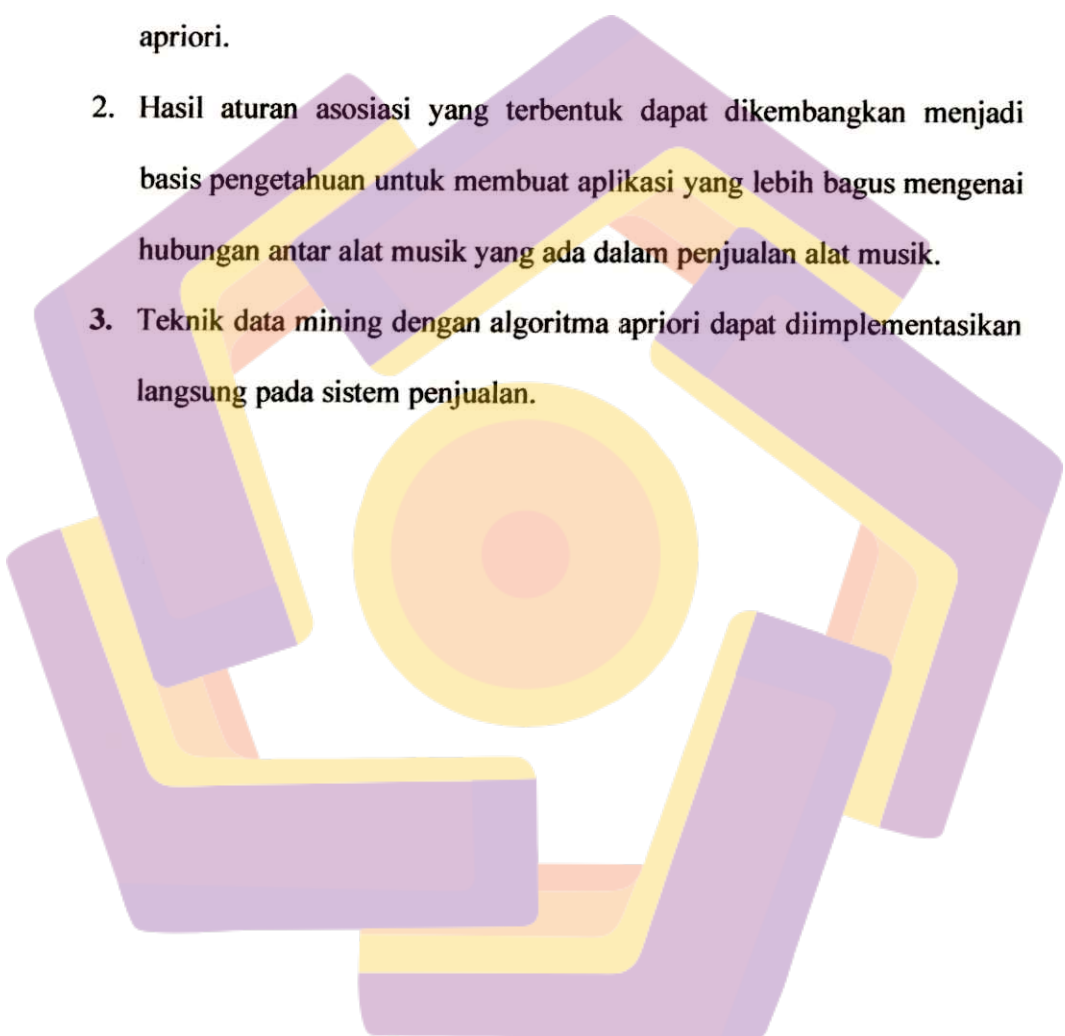 apriori.
2. Hasil aturan asosiasi yang terbentuk dapat dikembangkan menjadi
basis pengetahuan untuk membuat aplikasi yang lebih bagus mengenai
hubungan antar alat musik yang ada dalam penjualan alat musik.
3. Teknik data mining dengan algoritma apriori dapat diimplementasikan
langsung pada sistem penjualan.